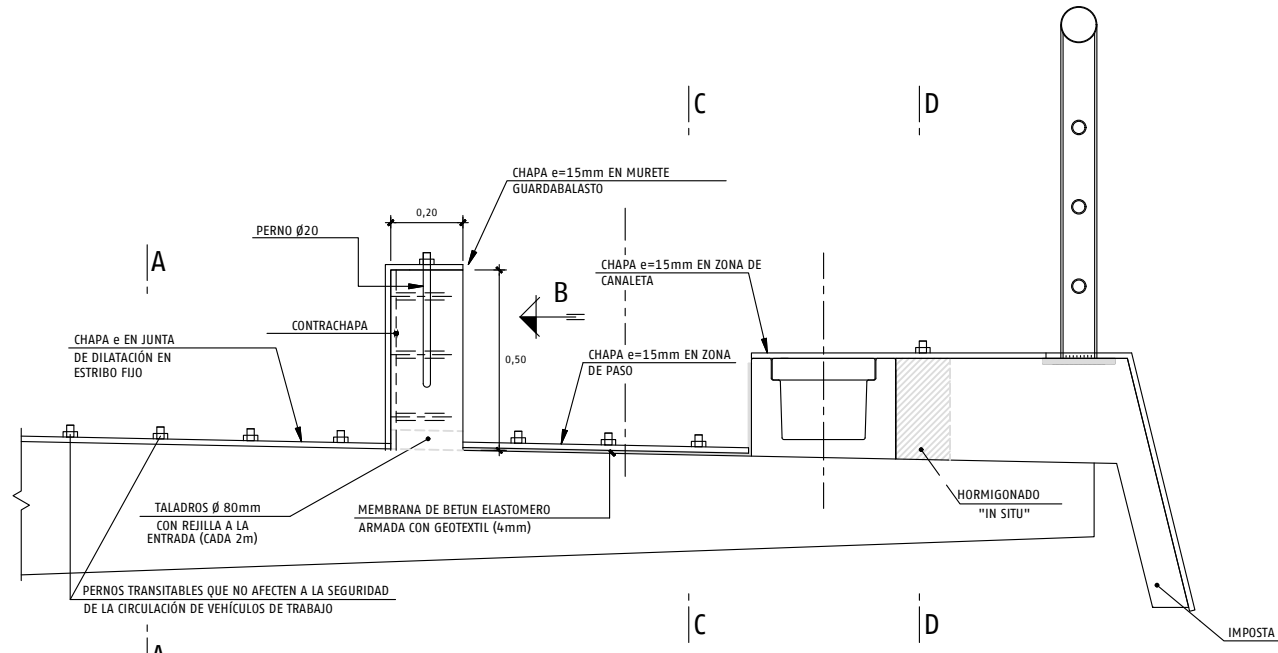 C
D
CHAPA e=15mm EN MURETE
GUARDABALASTO
0,20
PERNO Ø20
A
CHAPA e=15mm EN ZONA DE
CANALETA
B
CONTRACHAPA
CHAPA e EN JUNTA
DE DILATACIÓN EN
ESTRIBO FIJO
0,50
CHAPA e=15mm EN ZONA
DE PASO
TALADROS Ø 80mm
CON REJILLA A LA
ENTRADA (CADA 2m)
MEMBRANA DE BETUN ELASTOMERO
ARMADA CON GEOTEXTIL (4mm)
HORMIGONADO
"IN SITU"
PERNOS TRANSITABLES QUE NO AFECTEN A LA SEGURIDAD
DE LA CIRCULACIÓN DE VEHÍCULOS DE TRABAJO
C
D
IMPOSTA
A